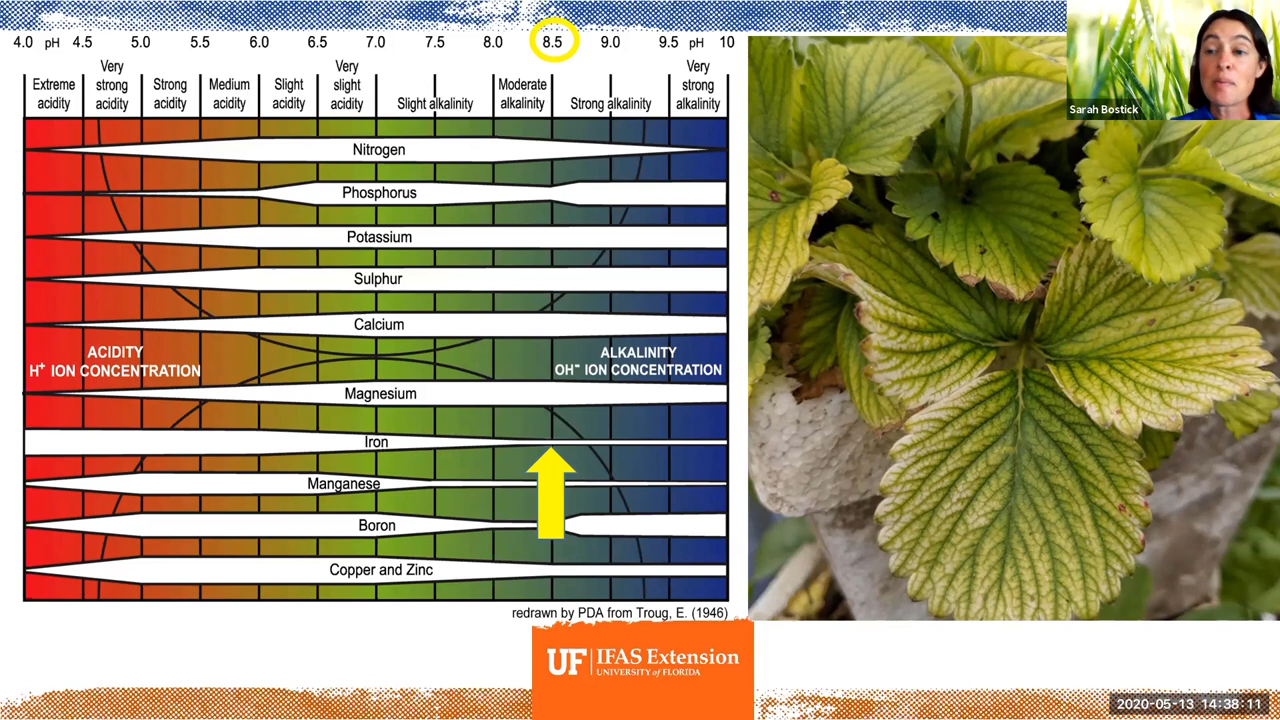 4.0 pH 4.5 5.0 5.5 6.0 6.5 7.0 7.5 8.0 8.5 9.0 9.5 pH 10
Extreme
acidity
Very
strong
acidity
Strong
acidity
Medium
acidity
Slight
acidity
Very
slight
acidity
Slight alkalinity
Moderate
alkalinity
Strong alkalinity
Very
strong
alkalinity
Nitrogen
Phosphorus
Potassium
Sulphur
Calcium
ACIDITY
H+ ION CONCENTRATION
ALKALINITY
OH- ION CONCENTRATION
Magnesium
Iron
Manganese
Boron
Copper and Zinc
redrawn by PDA from Troug, E. (1946)
Sarah Bostick
UF IFAS Extension
UNIVERSITY of FLORIDA
2020-05-13 14:38:11